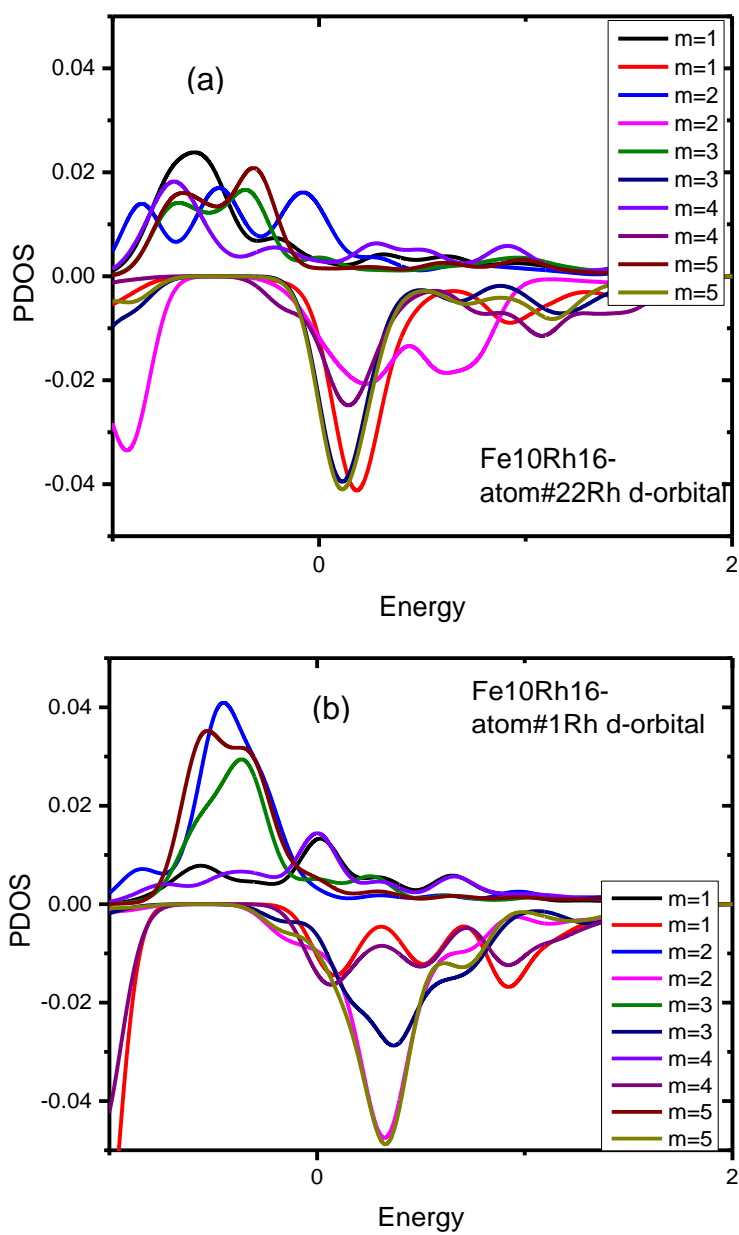 (a)
m=1
m=1
m=2
m=2
m=3
m=3
m=4
m=4
m=5
m=5
0.04
0.02
0.00
-0.02
-0.04
PDOS
Fe10Rh16-
atom#22Rh d-orbital
0
2
Energy
(b)
Fe10Rh16-
atom#1Rh d-orbital
0.04
0.02
0.00
-0.02
-0.04
PDOS
m=1
m=1
m=2
m=2
m=3
m=3
m=4
m=4
m=5
m=5
0
2
Energy